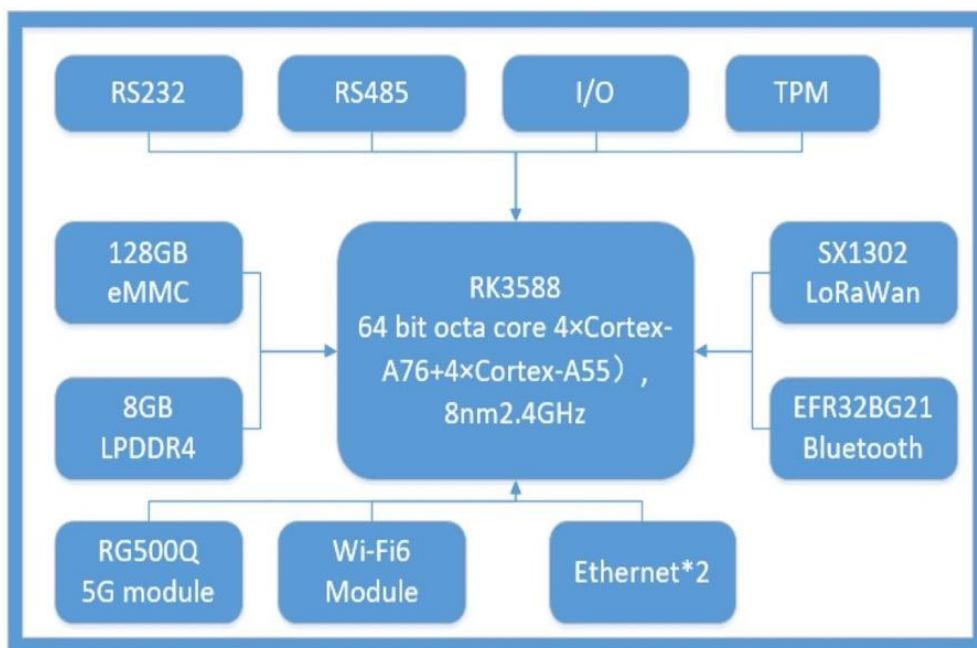 RS232
RS485
I/O
TPM
128GB
eMMC
8GB
LPDDR4
RK3588
64 bit octa core 4×Cortex-
A76+4×Cortex-A55）,
8nm2.4GHz
SX1302
LoRaWan
EFR32BG21
Bluetooth
RG500Q
5G module
Wi-Fi6
Module
Ethernet*2